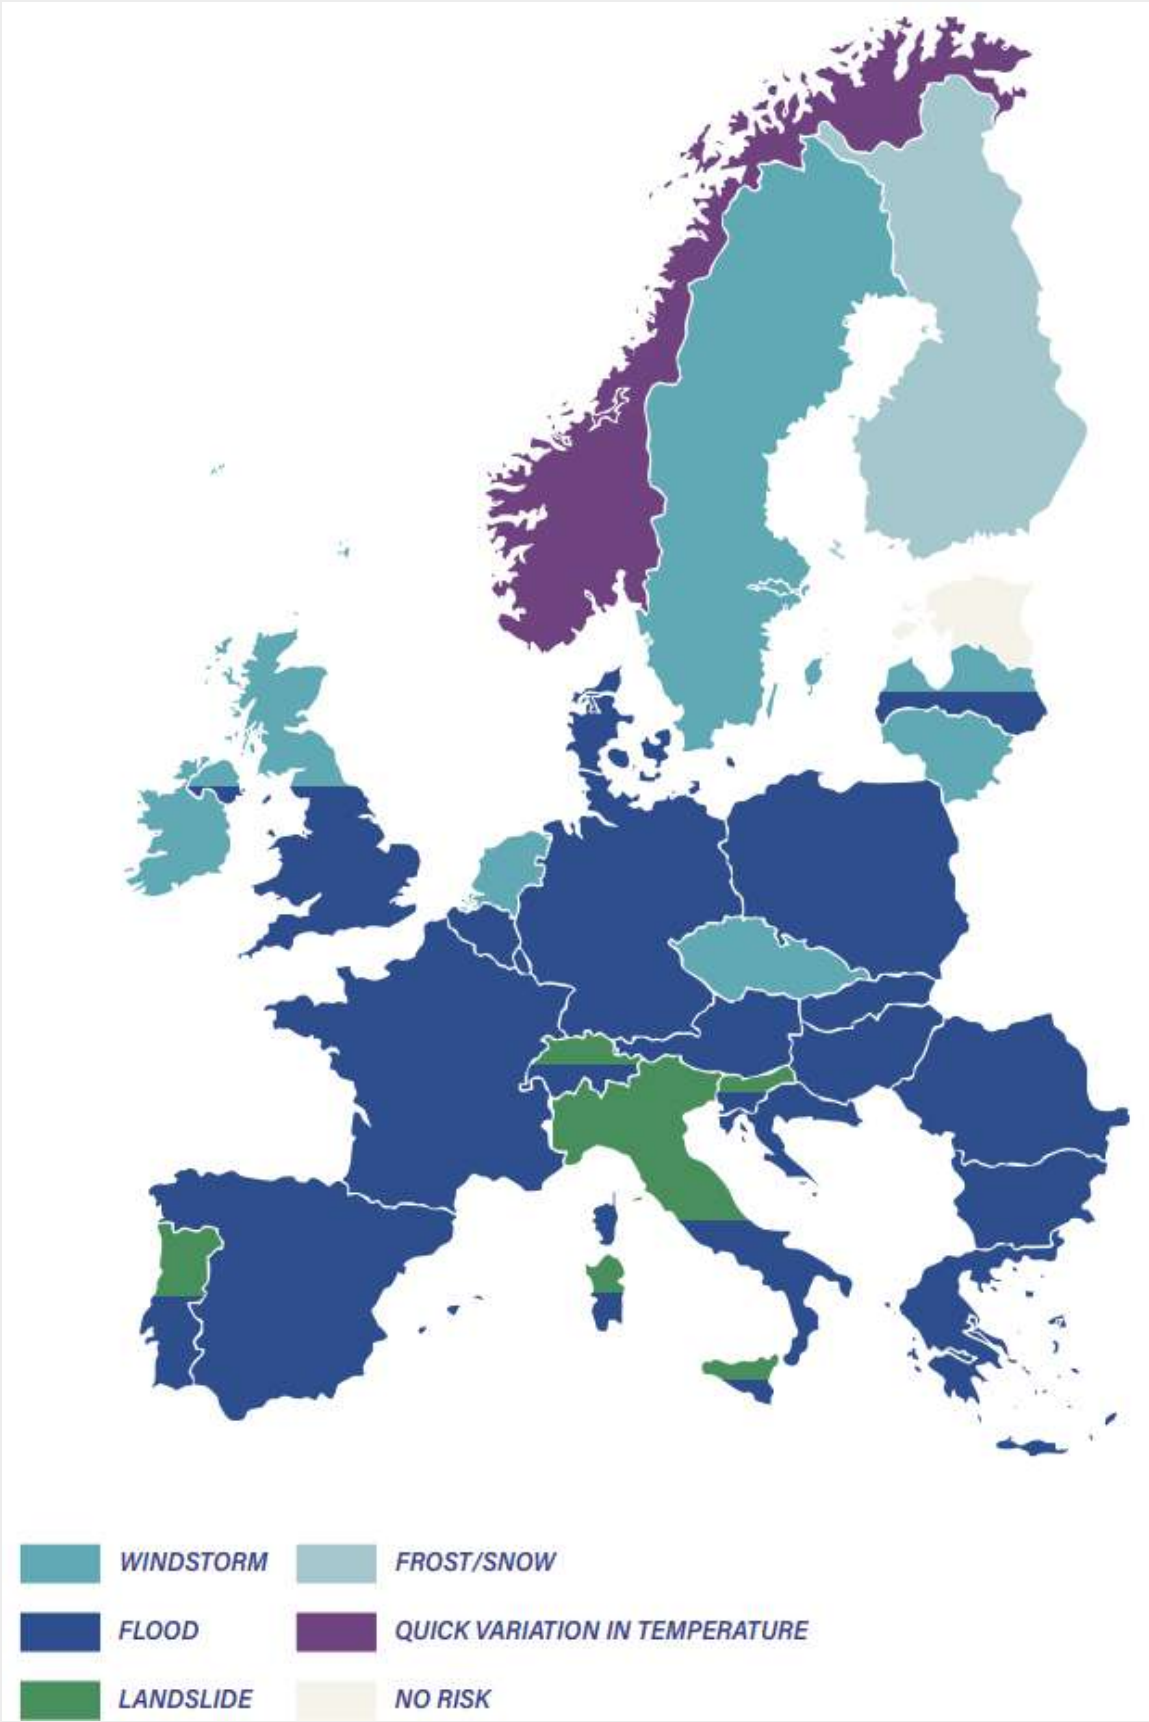 WINDSTORM
FROST/SNOW
FLOOD
QUICK VARIATION IN TEMPERATURE
LANDSLIDE
NO RISK